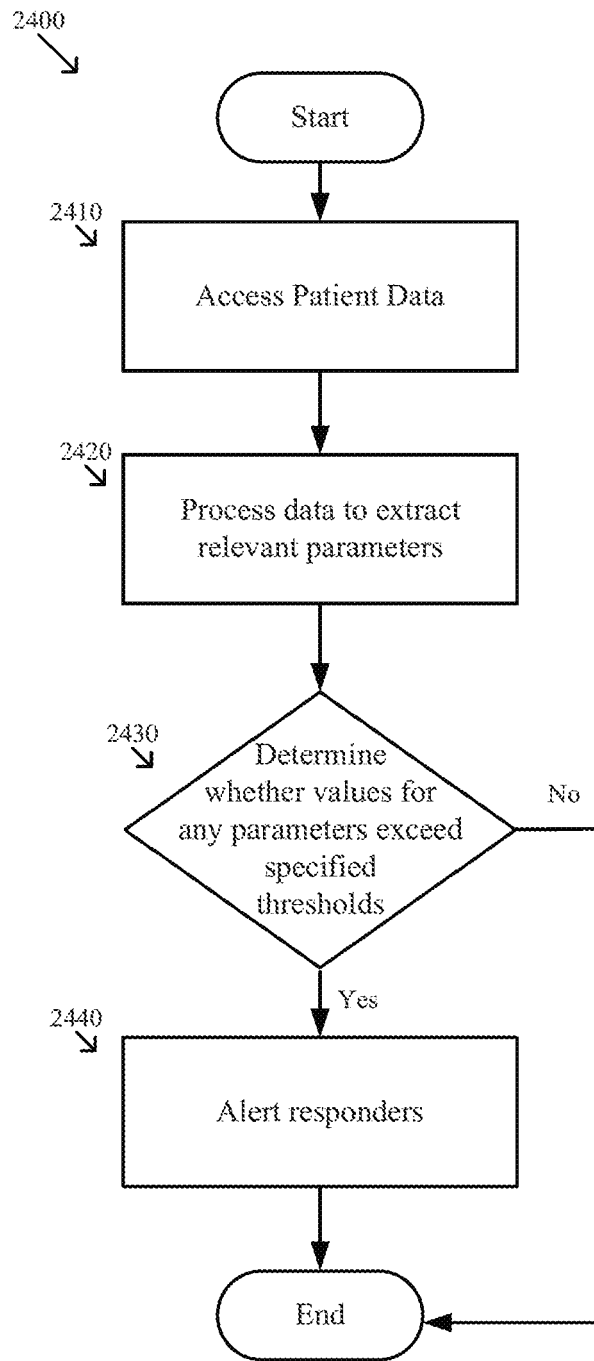 2400
Start
2410
Access Patient Data
2420
Process data to extract
relevant parameters
2430
Determine
whether values for
any parameters exceed
specified
thresholds
No
Yes
2440
Alert responders
End